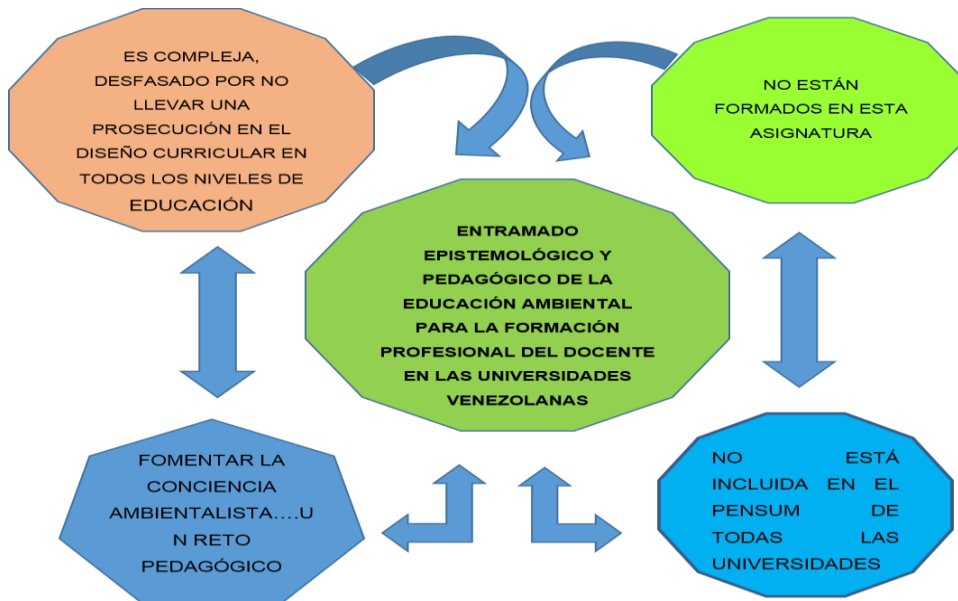 ES COMPLEJA,
DESFASADO POR NO
LLEVAR UNA
PROSECUCIÓN EN EL
DISEÑO CURRICULAR EN
TODOS LOS NIVELES DE
EDUCACIÓN
NO ESTÁN
FORMADOS EN ESTA
ASIGNATURA
ENTRAMADO
EPISTEMOLÓGICO Y
PEDAGÓGICO DE LA
EDUCACIÓN AMBIENTAL
PARA LA FORMACIÓN
PROFESIONAL DEL DOCENTE
EN LAS UNIVERSIDADES
VENEZOLANAS
FOMENTAR LA
CONCIENCIA
AMBIENTALISTA....U
N RETO
PEDAGÓGICO
NO ESTÁ
INCLUIDA EN EL
PENSUM DE
TODAS LAS
UNIVERSIDADES